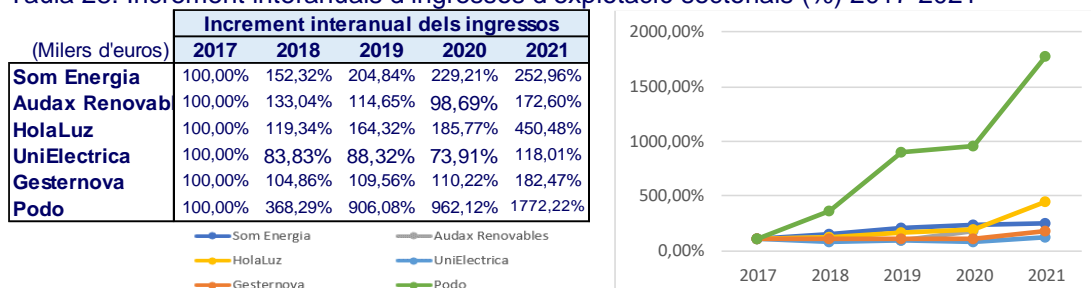 Increment interanual dels ingressos
(Milers d'euros) 2017 2018 2019 2020 2021
Som Energia 100,00% 152,32% 204,84% 229,21% 252,96%
Audax Renovabl 100,00% 133,04% 114,65% 98,69% 172,60%
HolaLuz 100,00% 119,34% 164,32% 185,77% 450,48%
UniElectrica 100,00% 83,83% 88,32% 73,91% 118,01%
Gesternova 100,00% 104,86% 109,56% 110,22% 182,47%
Podo 100,00% 368,29% 906,08% 962,12% 1772,22%
Som Energia Audax Renovables
HolaLuz UniElectrica
Gesternova Podo
2000,00%
1500,00%
1000,00%
500,00%
0,00%
2017 2018 2019 2020 2021